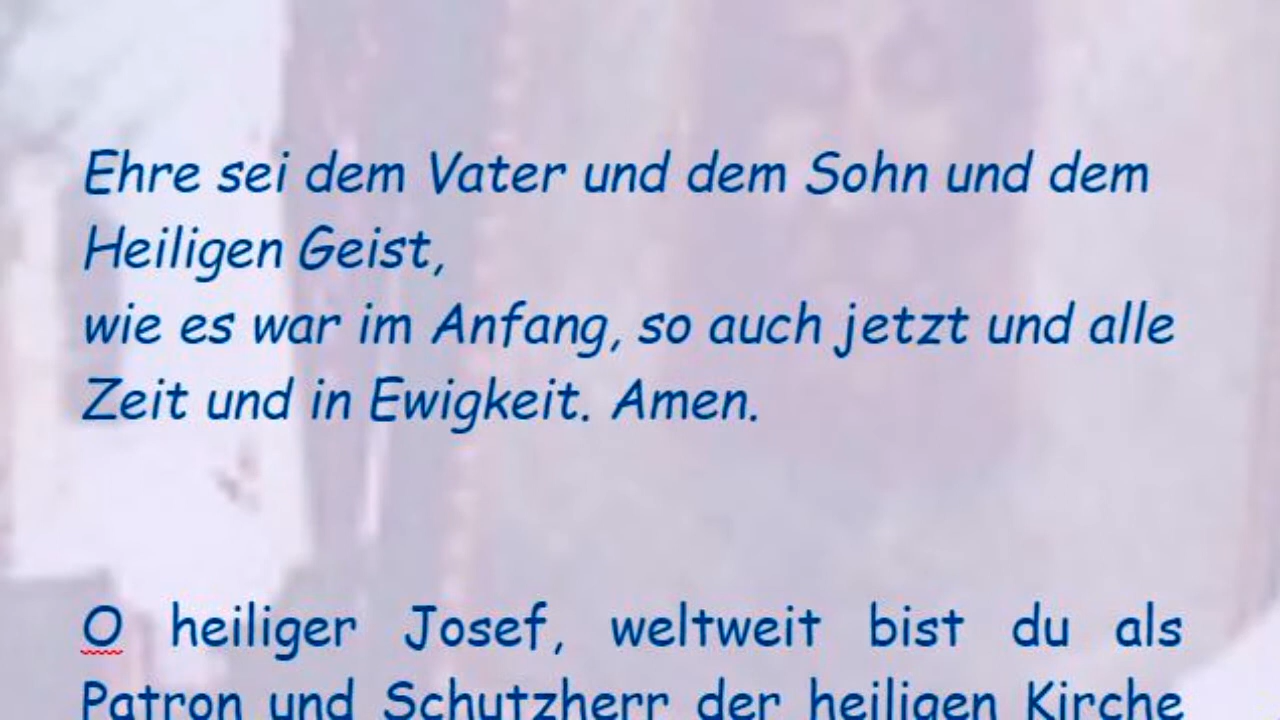 Ehre sei dem Vater und dem Sohn und dem
Heiligen Geist,
wie es war im Anfang, so auch jetzt und alle
Zeit und in Ewigkeit. Amen.
O heiliger Josef, weltweit bist du als
Patron und Schutzherr der heiligen Kirche